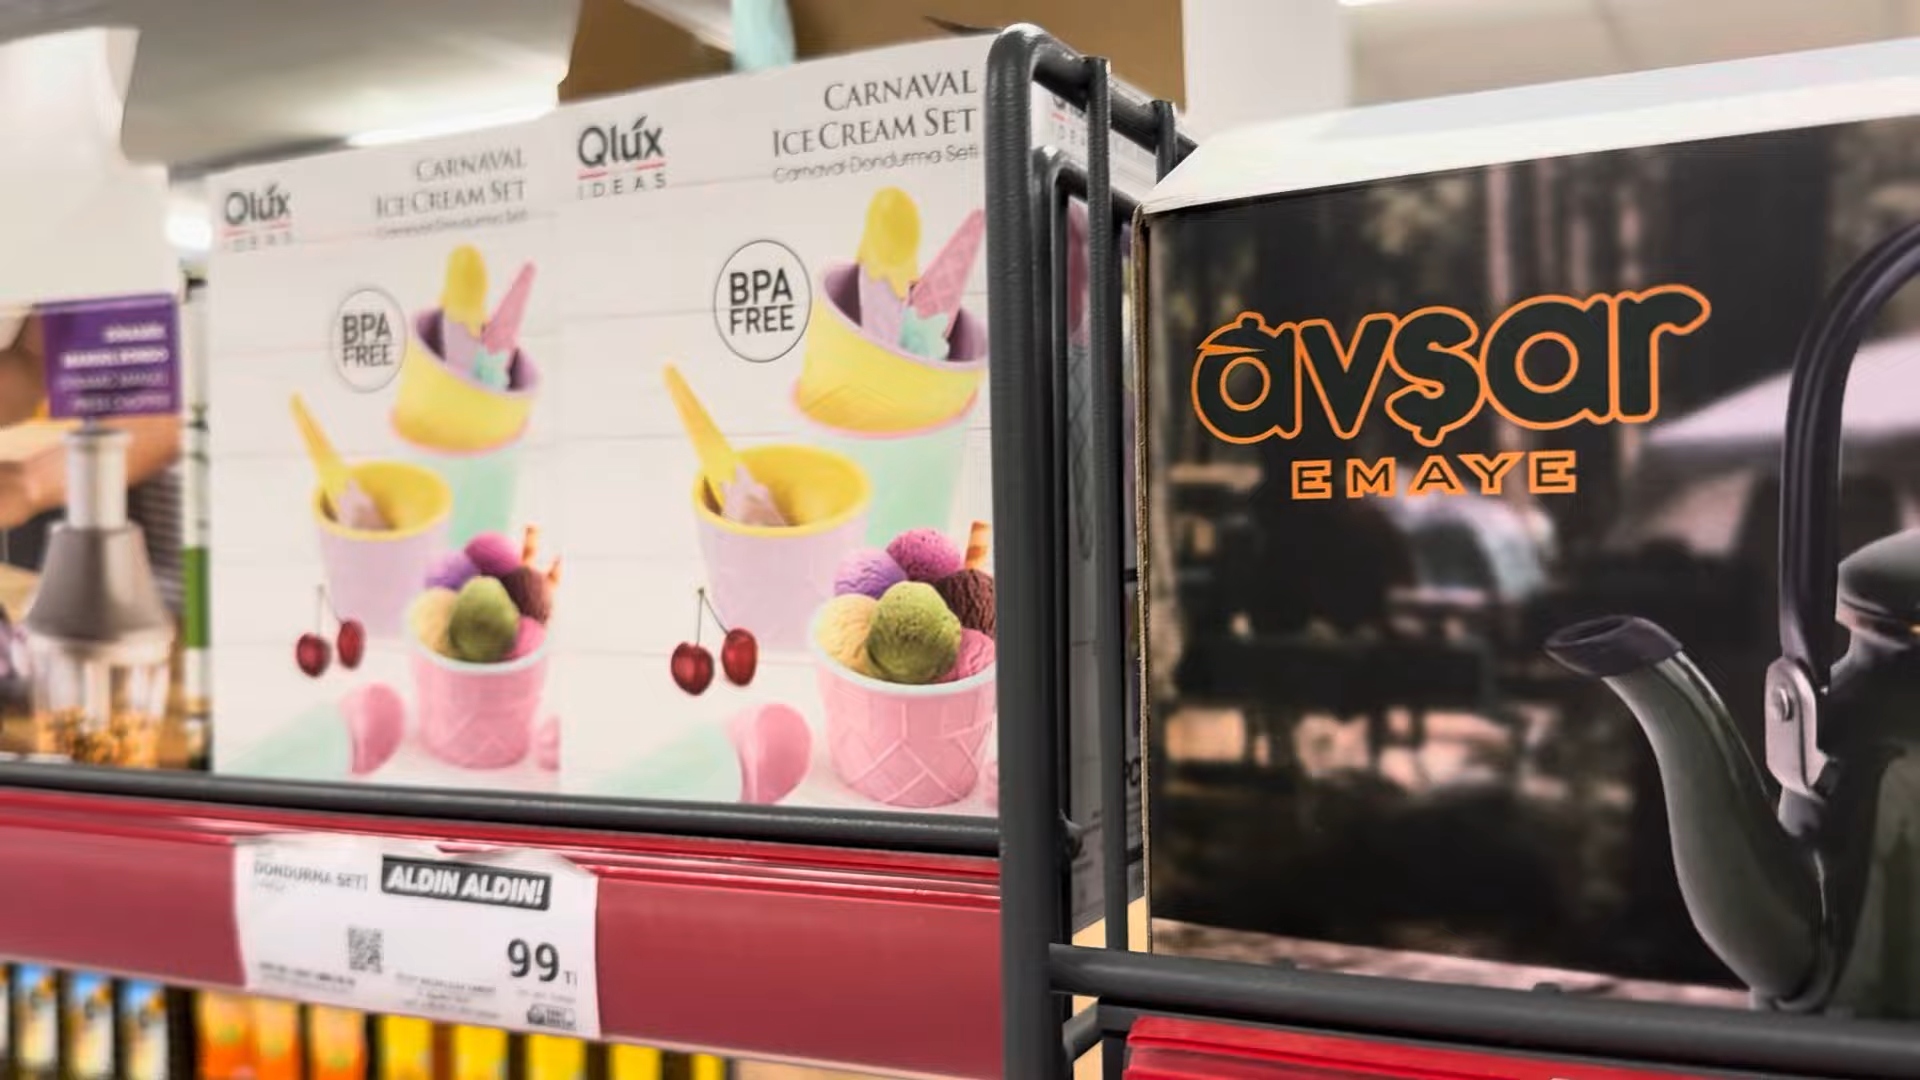 Qlux
IDEAS
CARNAVAL
ICE CREAM SET
Carnaval Dondurma Seti
BPA
FREE
Qlux
IDEAS
CARNAVAL
ICE CREAM SET
Carnaval Dondurma Seti
BPA
FREE
avşar
EMAYE
DONDURMA SETİ
ALDIN ALDIN!
99